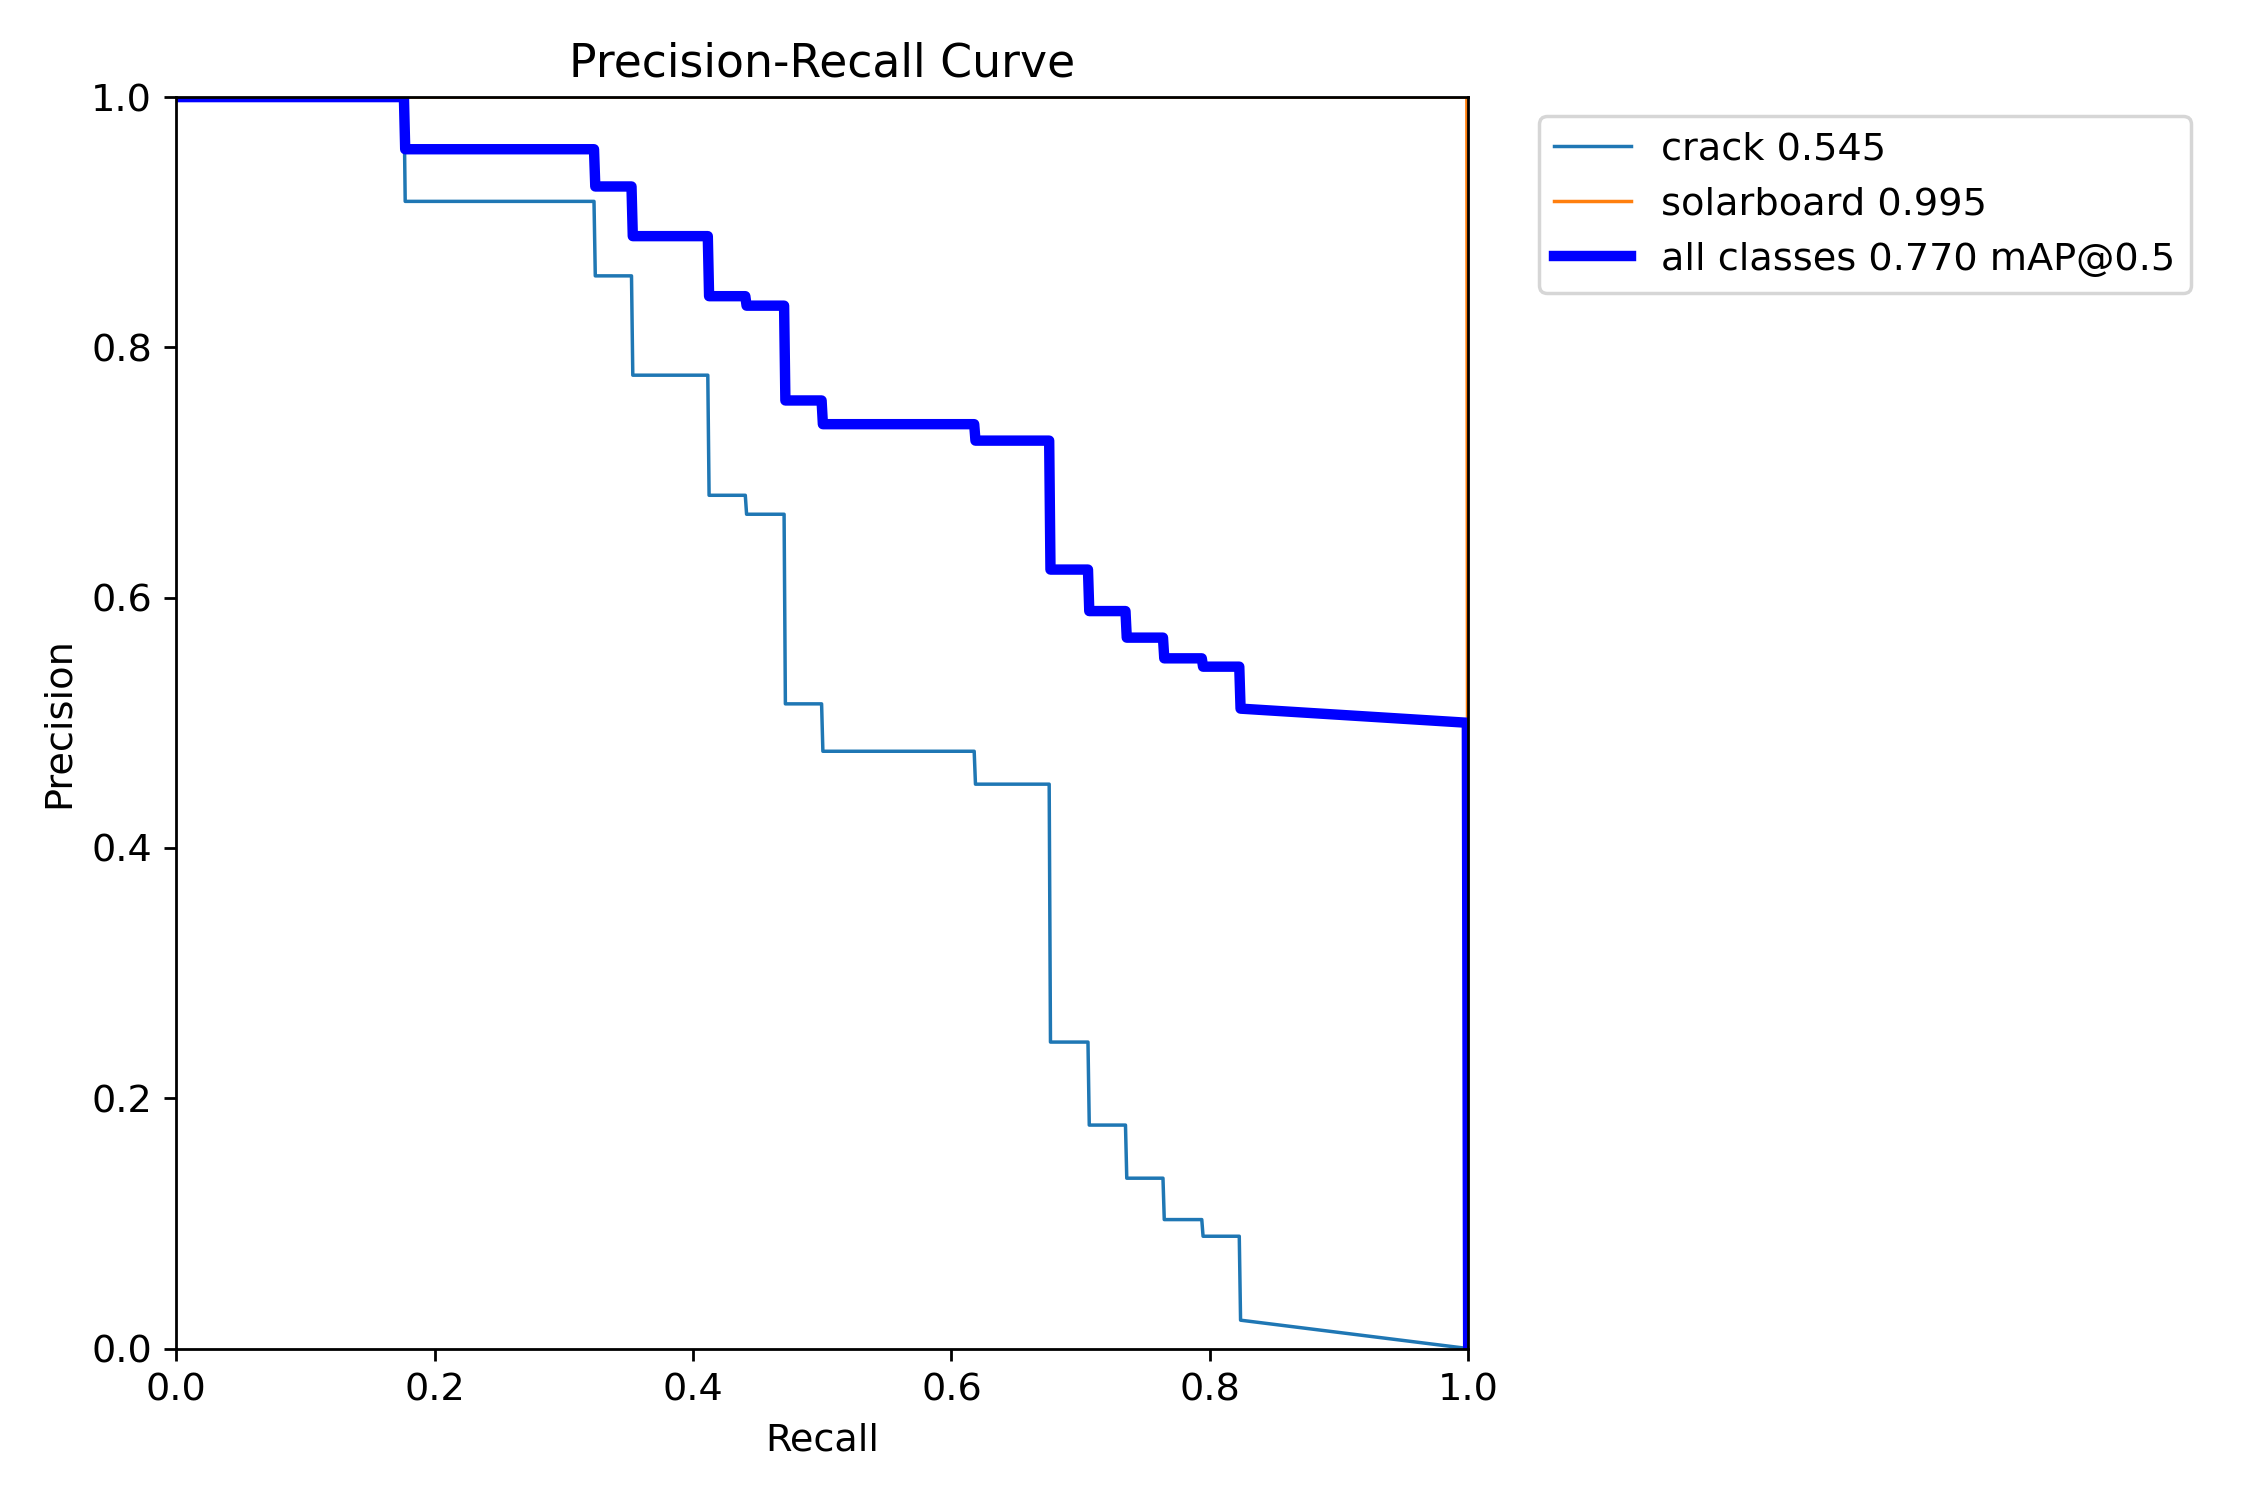 Precision-Recall Curve
1.0
0.8
0.6
0.4
0.2
0.0
Precision
0.0 0.2 0.4 0.6 0.8 1.0
Recall
crack 0.545
solarboard 0.995
all classes 0.770 mAP@0.5